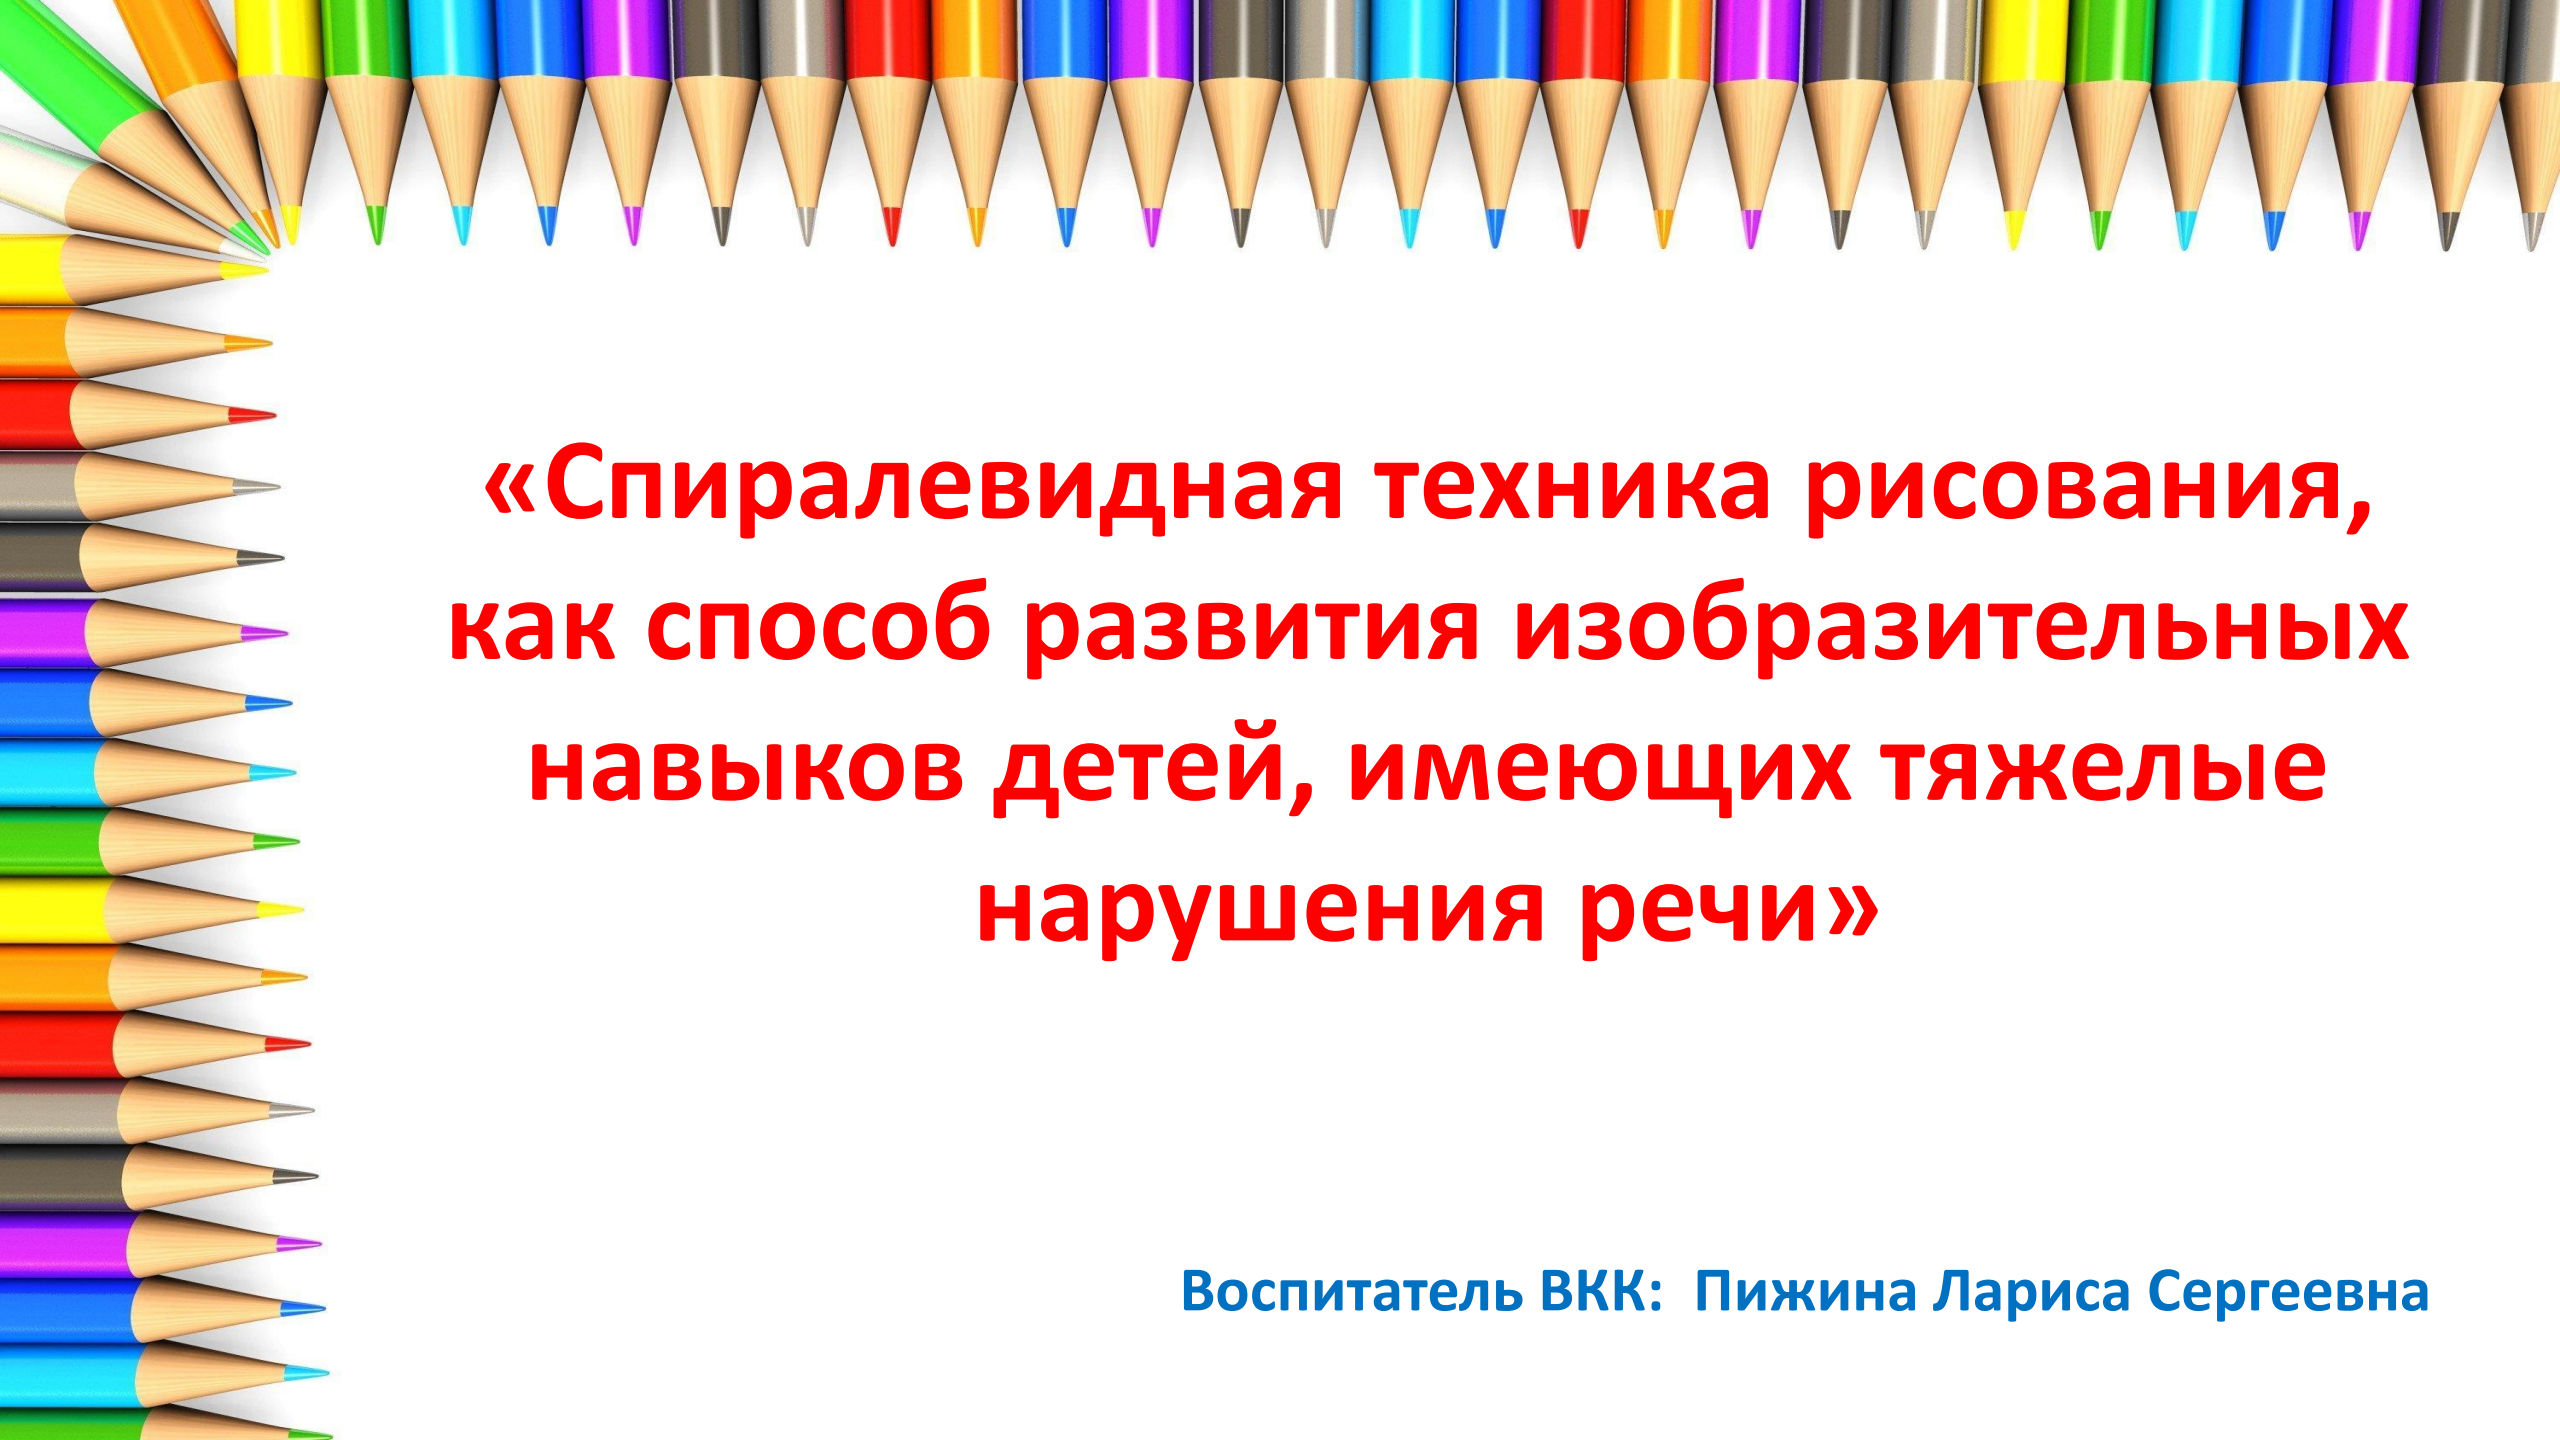 «Спиралевидная техника рисования,
как способ развития изобразительных
навыков детей, имеющих тяжелые
нарушения речи»
Воспитатель ВКК:  Пижина Лариса Сергеевна